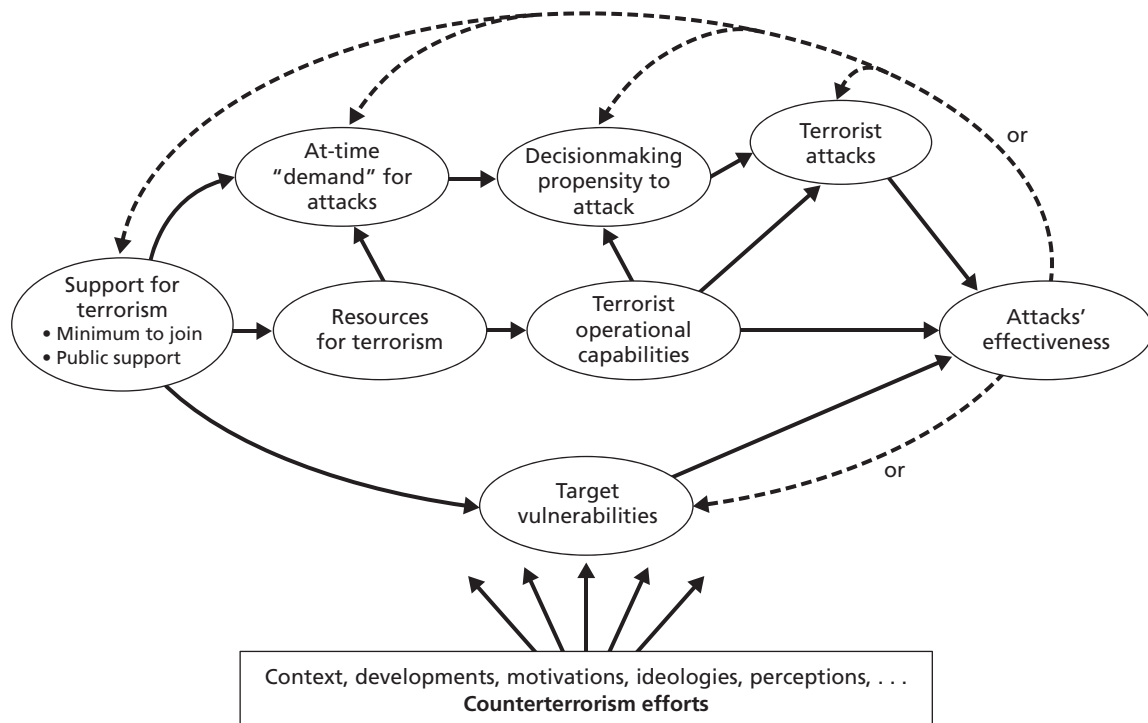 or
Terrorist
attacks
At-time
“demand” for
attacks
Decisionmaking
propensity to
attack
Support for
terrorism
• Minimum to join
• Public support
Resources
for terrorism
Terrorist
operational
capabilities
Attacks’
effectiveness
or
Target
vulnerabilities
Context, developments, motivations, ideologies, perceptions, . . .
Counterterrorism efforts